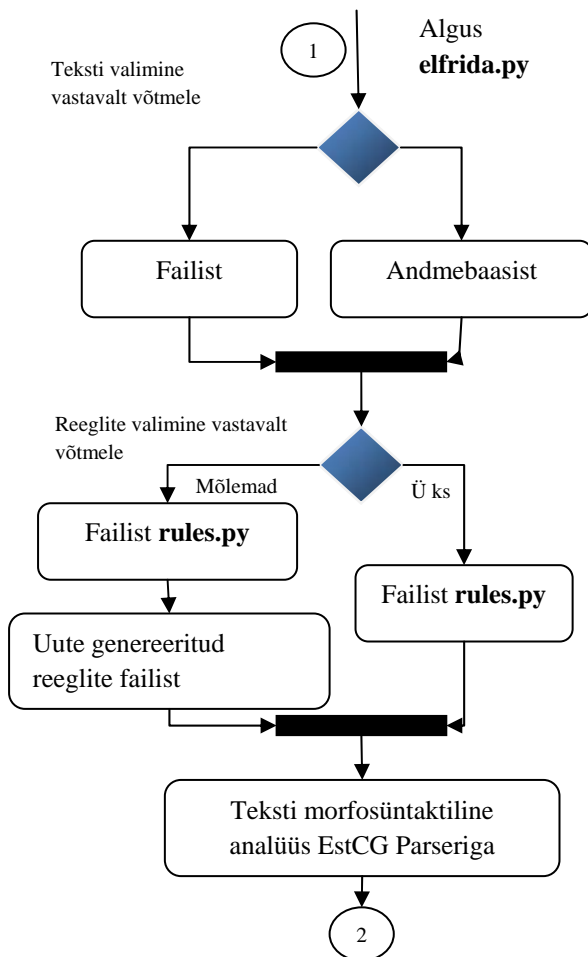 1
Algus
elfrida.py
Teksti valimine
vastavalt võtmele
Failist
Andmebaasist
Reeglite valimine vastavalt
võtmele
Mõlemad
Ü ks
Failist rules.py
Failist rules.py
Uute genereeritud
reeglite failist
Teksti morfosüntaktiline
analüüs EstCG Parseriga
2